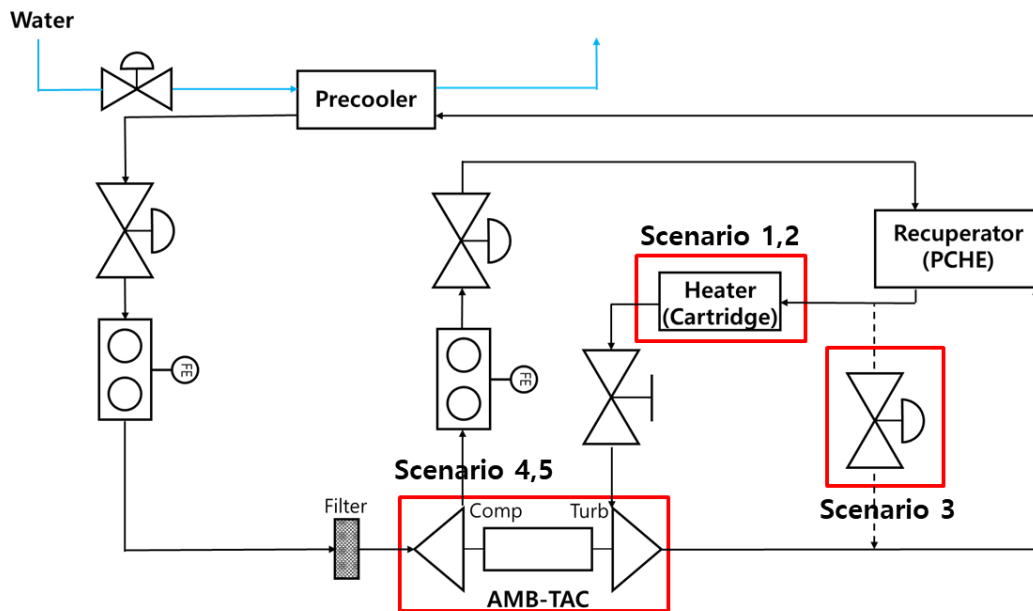 Water
Precooler
Scenario 1,2
Recuperator
(PCHE)
Heater
(Cartridge)
FE
FE
Scenario 4,5
Scenario 3
Filter
Comp
Turb
AMB-TAC